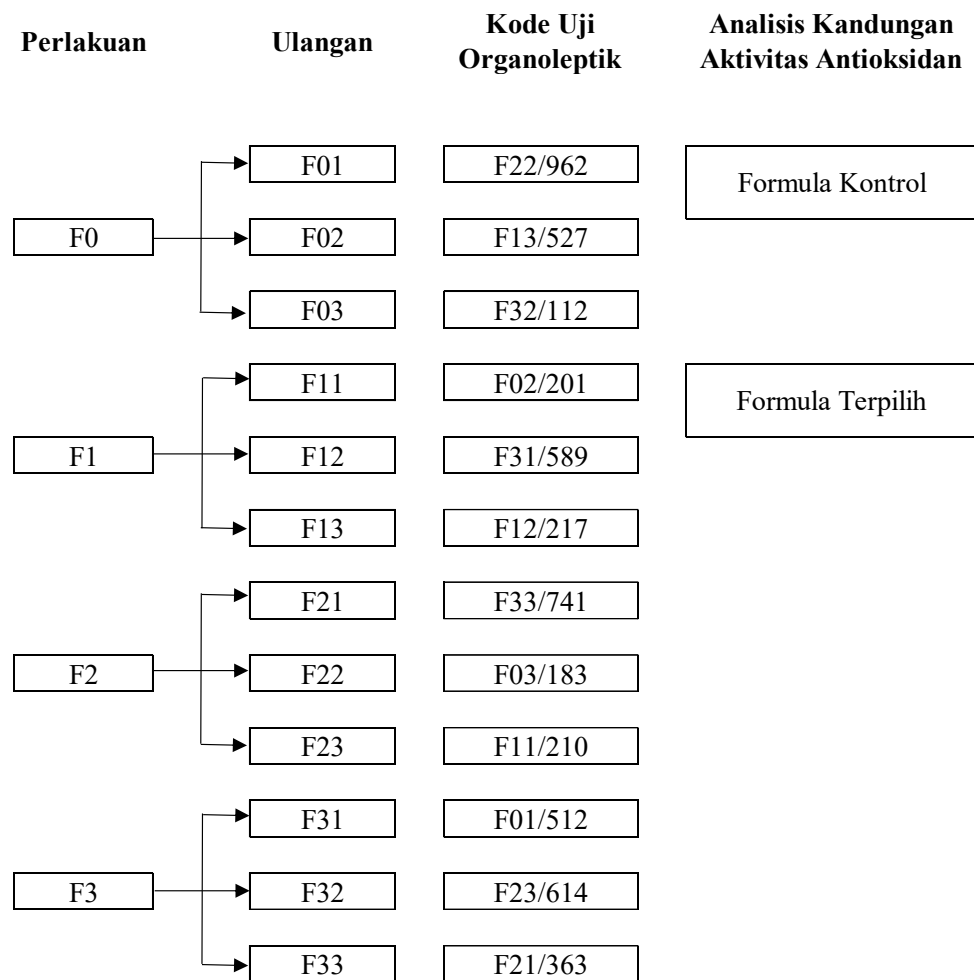 Perlakuan
Ulangan
Kode Uji
Organoleptik
Analisis Kandungan
Aktivitas Antioksidan
F01
F22/962
Formula Kontrol
F0
F02
F13/527
F03
F32/112
F11
F02/201
Formula Terpilih
F1
F12
F31/589
F13
F12/217
F21
F33/741
F2
F22
F03/183
F23
F11/210
F31
F01/512
F3
F32
F23/614
F33
F21/363